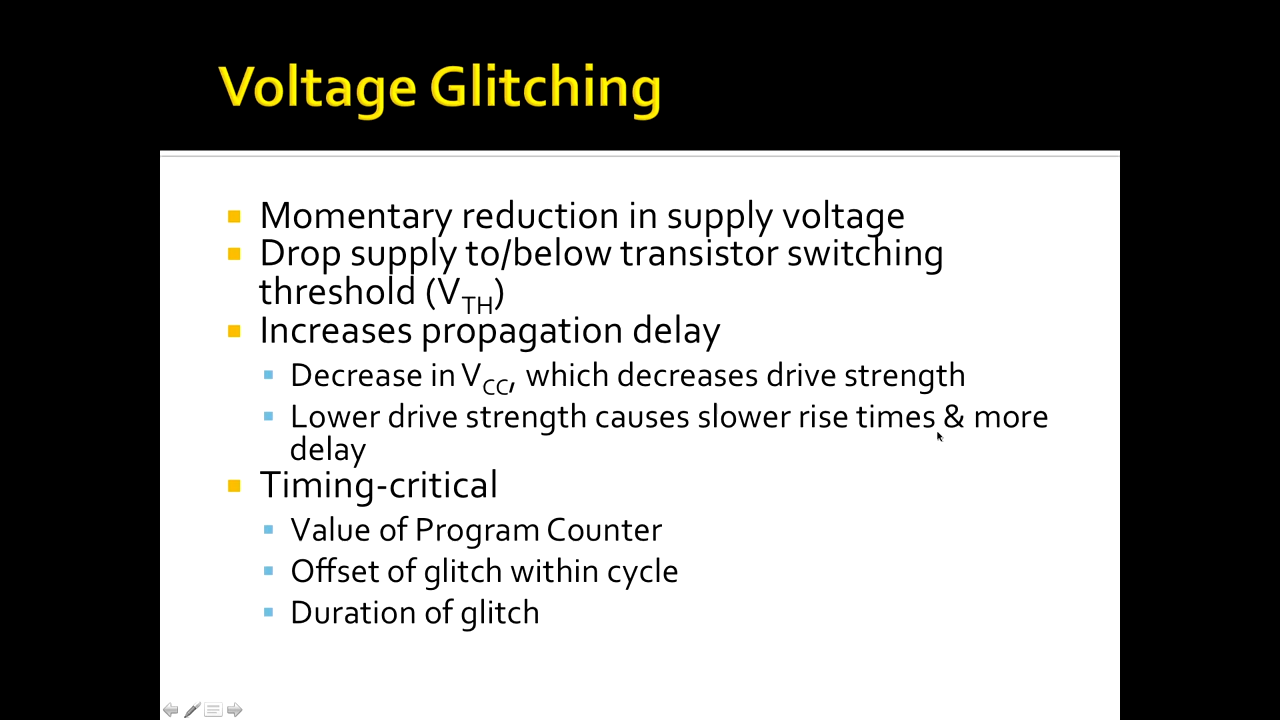 Voltage Glitching
Momentary reduction in supply voltage
Drop supply to/below transistor switching
threshold (VTH)
Increases propagation delay
Decrease in VCC, which decreases drive strength
Lower drive strength causes slower rise times & more
delay
Timing-critical
Value of Program Counter
Offset of glitch within cycle
Duration of glitch